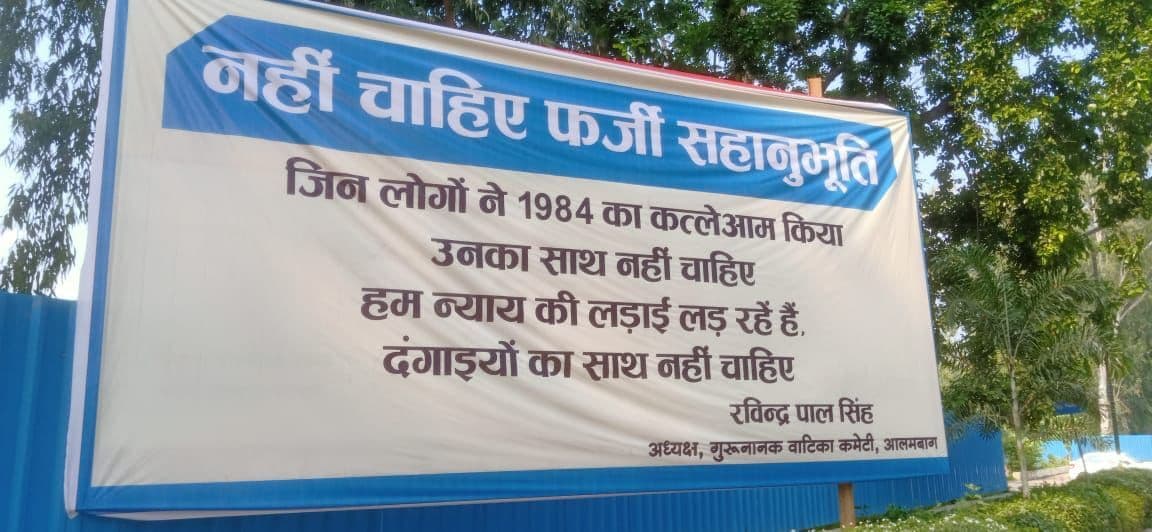 नहीं चाहिए फर्जी सहानुभूति
जिन लोगों ने 1984 का कत्लेआम किया
उनका साथ नहीं चाहिए
हम न्याय की लड़ाई लड़ रहें हैं,
दंगाइयों का साथ नहीं चाहिए
रविन्द्र पाल सिंह
अध्यक्ष, गुरूनानक वाटिका कमेटी, आलमबाग